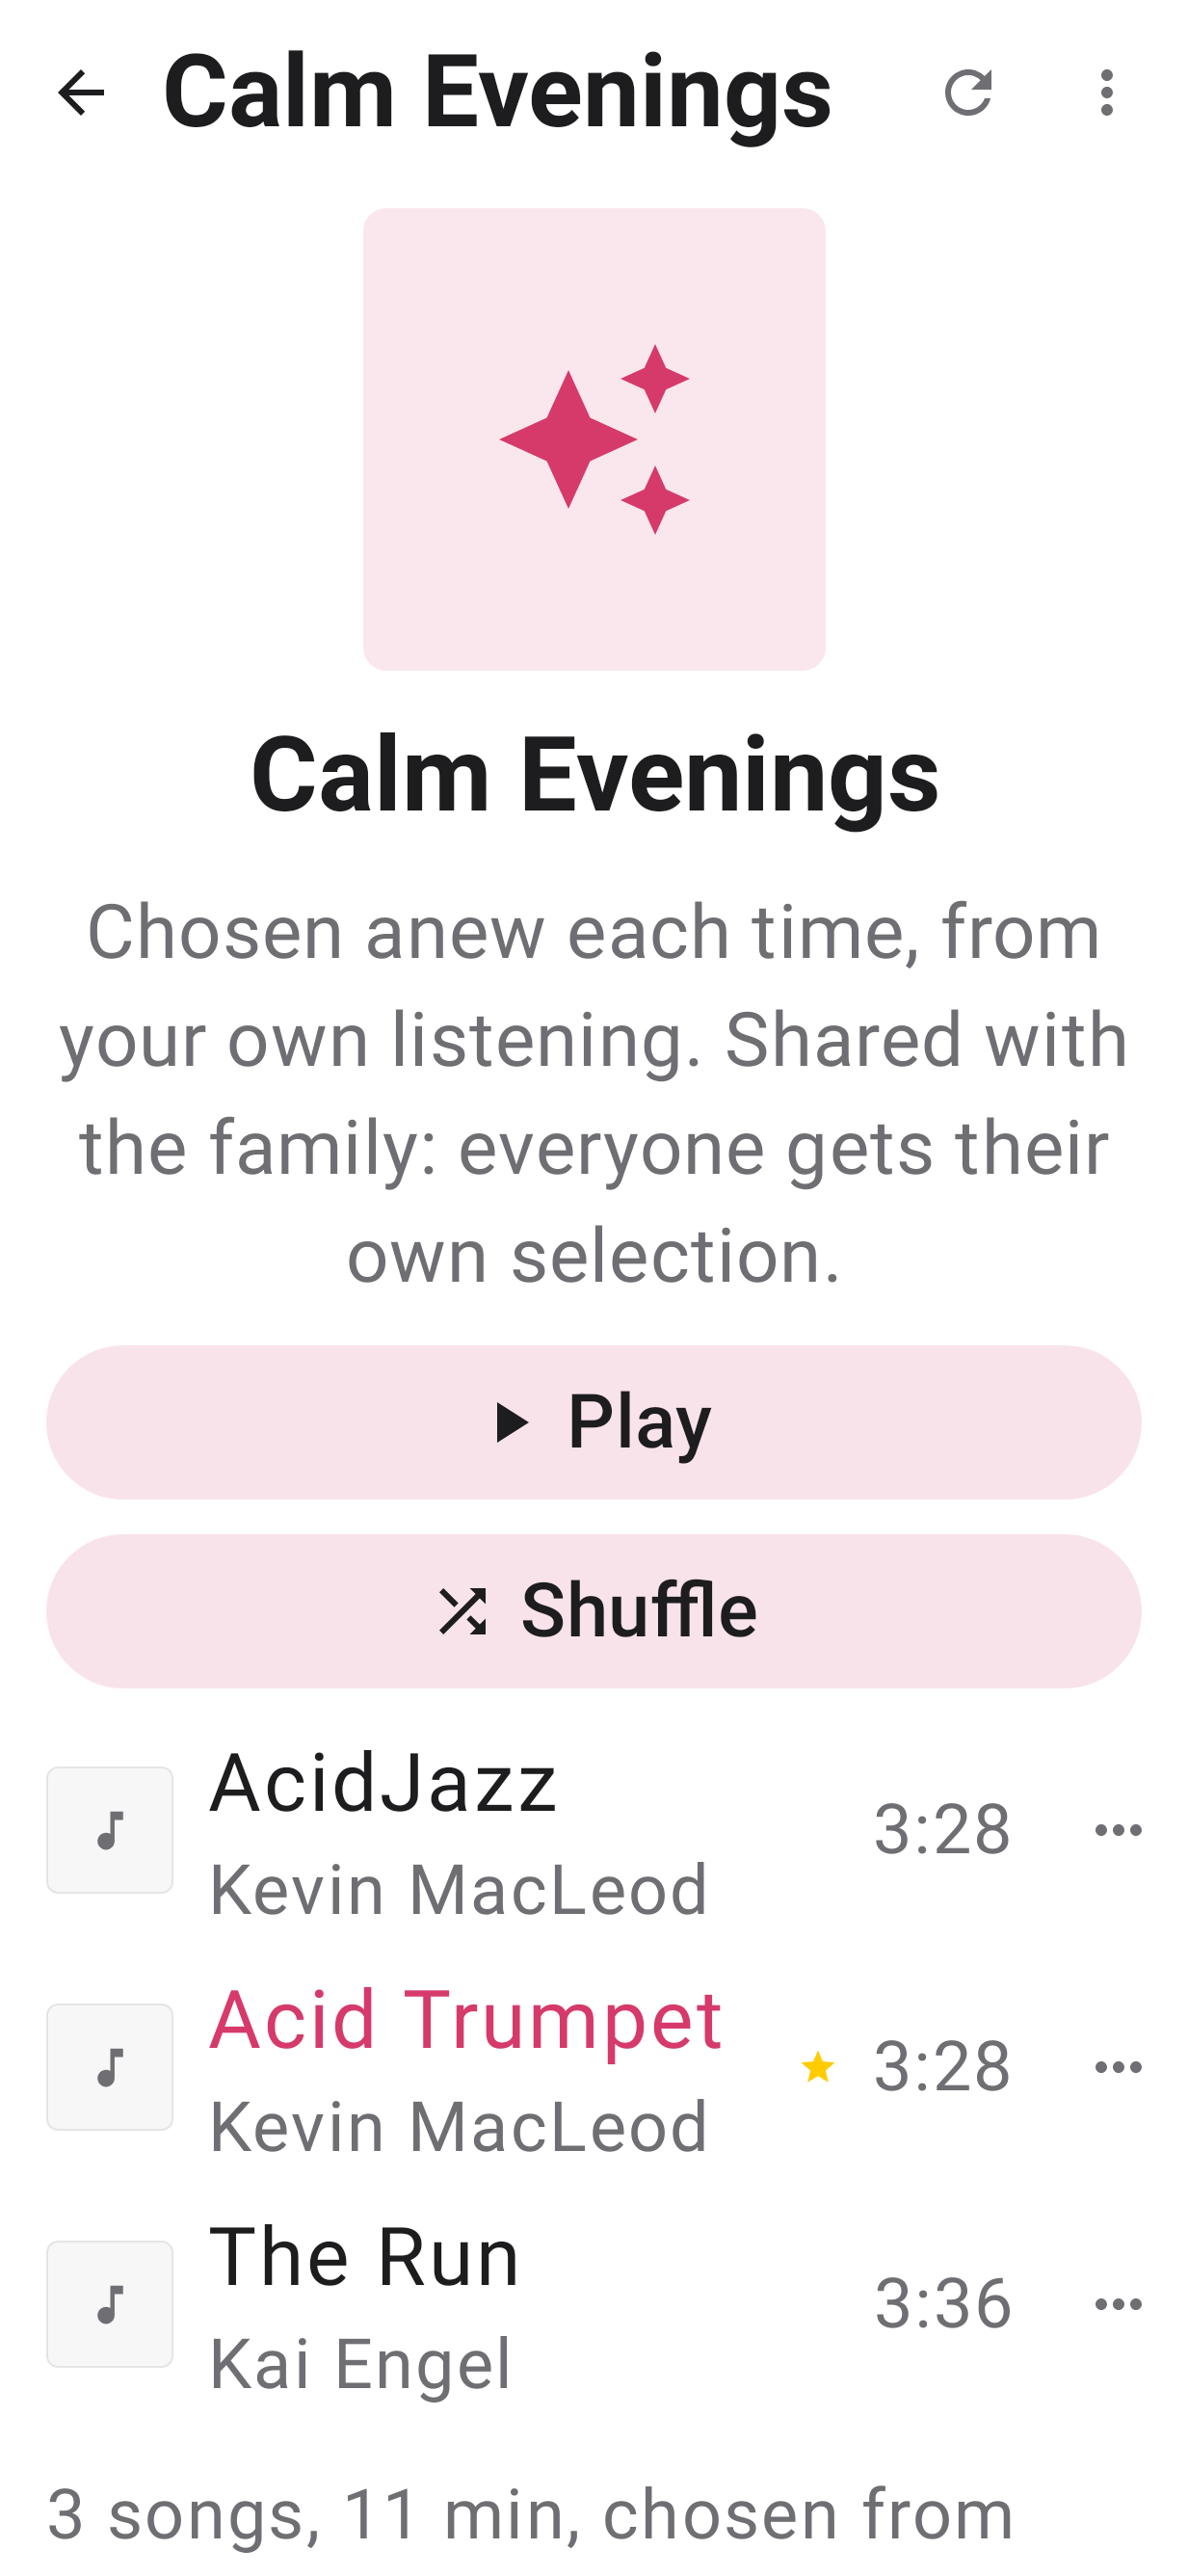 Calm Evenings
Calm Evenings
Chosen anew each time, from
your own listening. Shared with
the family: everyone gets their
own selection.
Play
Shuffle
AcidJazz
3:28
Kevin MacLeod
Acid Trumpet
3:28
Kevin MacLeod
The Run
3:36
Kai Engel
3 songs, 11 min, chosen from